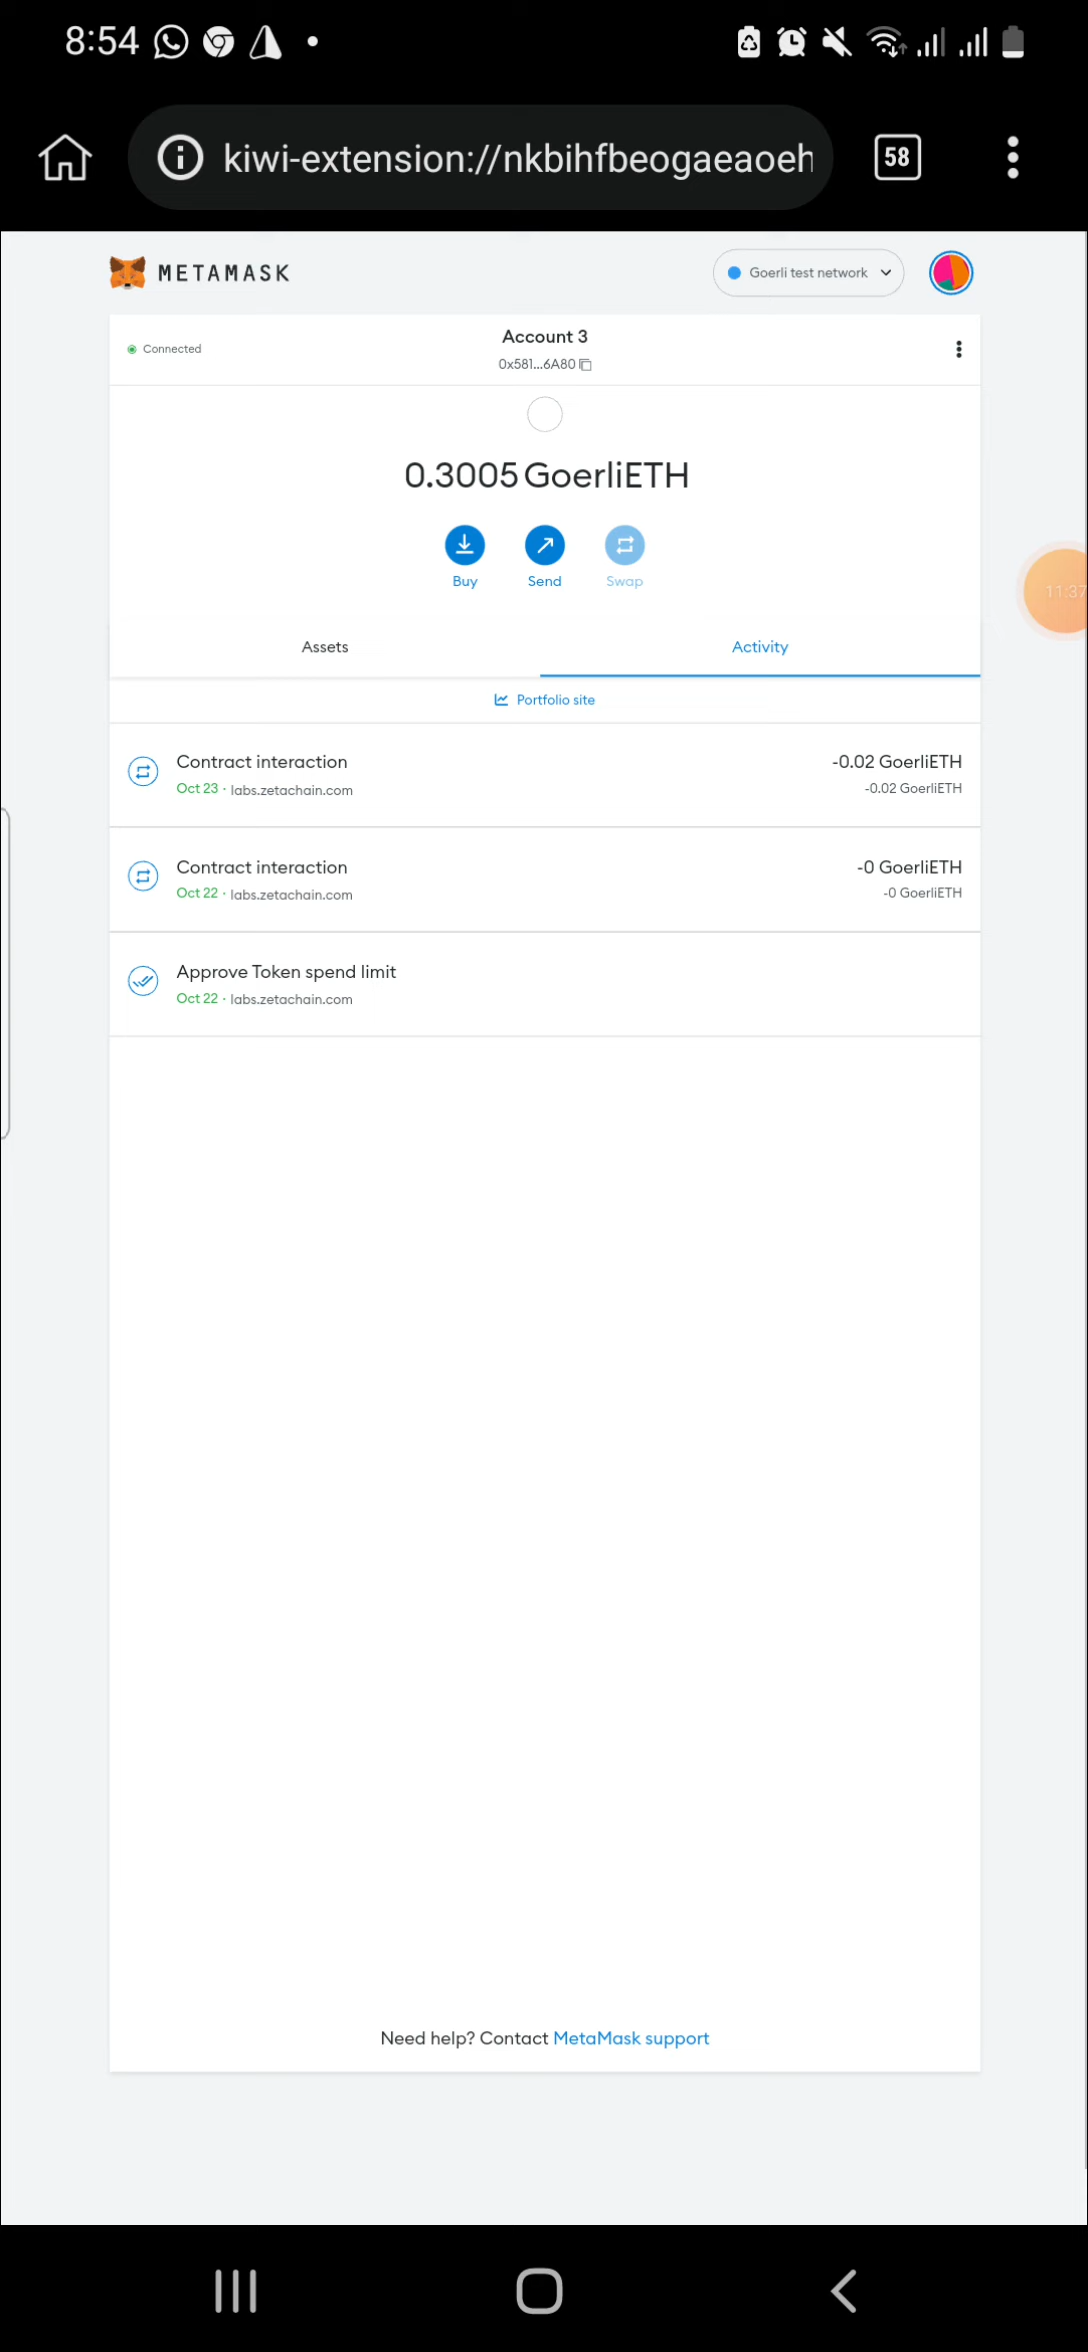 8:54
kiwi-extension://nkbihfbeogaeaoeh
58
METAMASK
Goerli test network
Connected
Account 3
0x581...6A80
0.3005 GoerliETH
Buy
Send
Swap
11:37
Assets
Activity
Portfolio site
Contract interaction
-0.02 GoerliETH
Oct 23 · labs.zetachain.com
-0.02 GoerliETH
Contract interaction
-0 GoerliETH
Oct 22 · labs.zetachain.com
-0 GoerliETH
Approve Token spend limit
Oct 22 · labs.zetachain.com
Need help? Contact MetaMask support